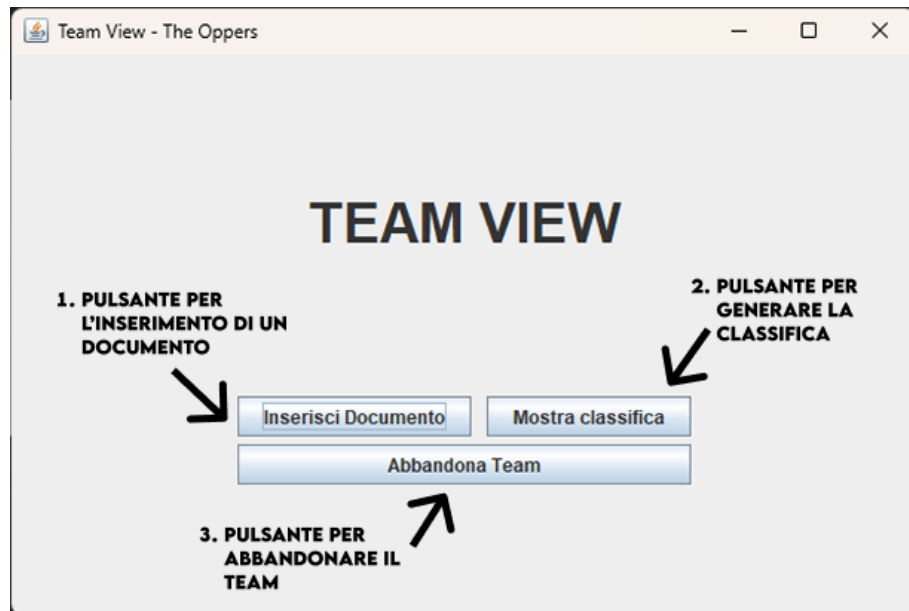 Team View - The Oppers
TEAM VIEW
1. PULSANTE PER
L'INSERIMENTO DI UN
DOCUMENTO
2. PULSANTE PER
GENERARE LA
CLASSIFICA
Inserisci Documento
Mostra classifica
Abbandona Team
3. PULSANTE PER
ABBANDONARE IL
TEAM